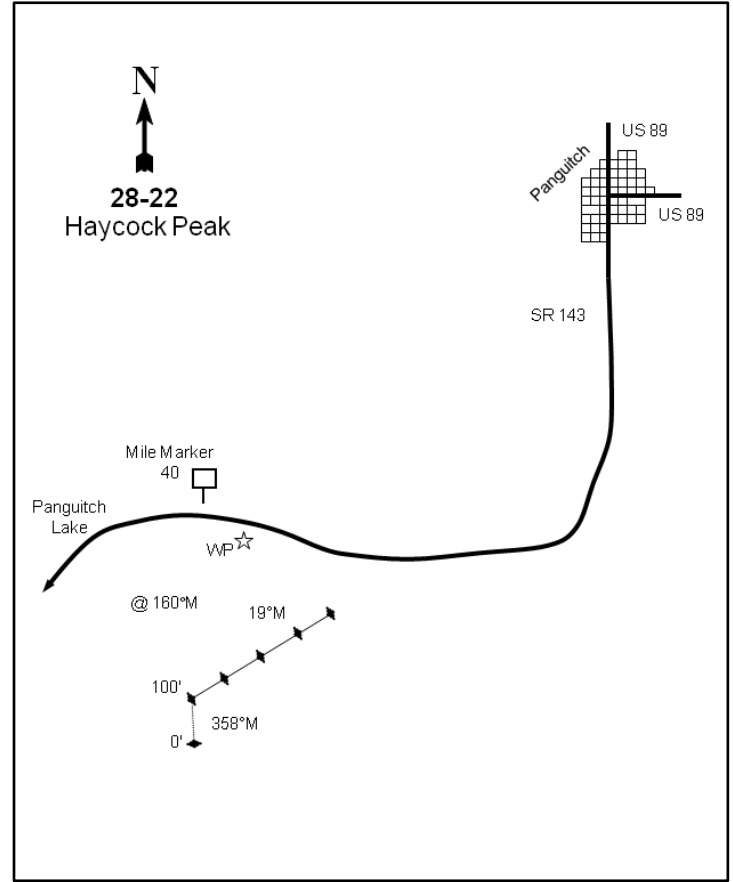 N
28-22
Haycock Peak
US 89
Panguitch
US 89
SR 143
Mile Marker
40
Panguitch
Lake
WP
@ 160°M
19°M
100'
358°M
0'